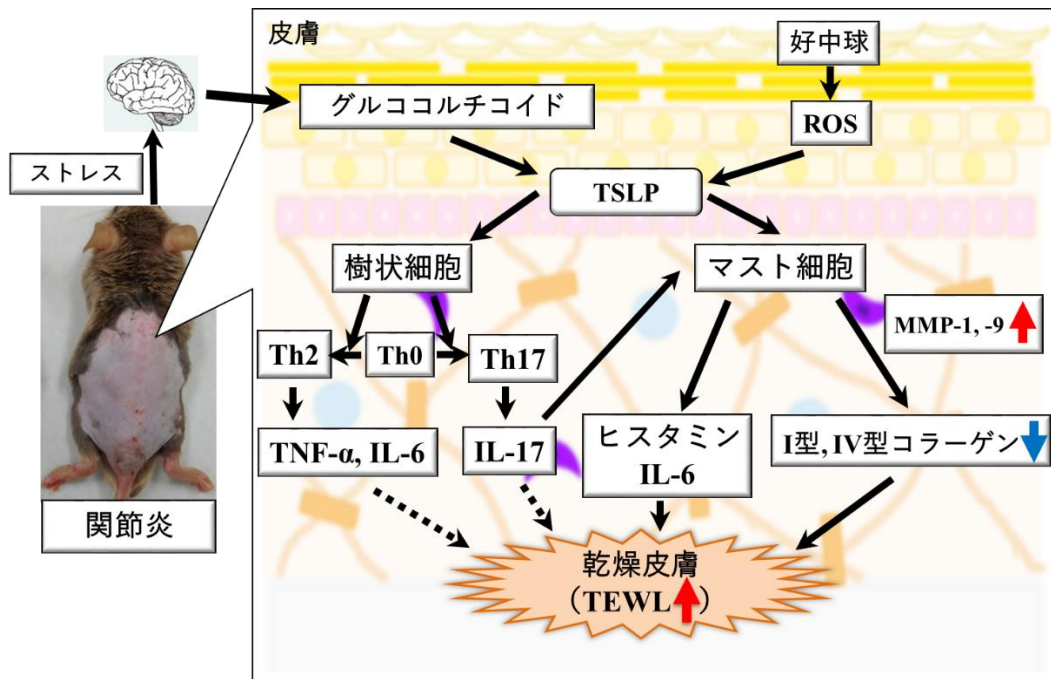 皮膚
好中球
グルココルチコイド
ROS
ストレス
TSLP
樹状細胞
マスト細胞
MMP-1, -9
Th2
Th0
Th17
TNF-α, IL-6
IL-17
ヒスタミン
IL-6
I型, IV型コラーゲン
関節炎
乾燥皮膚
（TEWL）